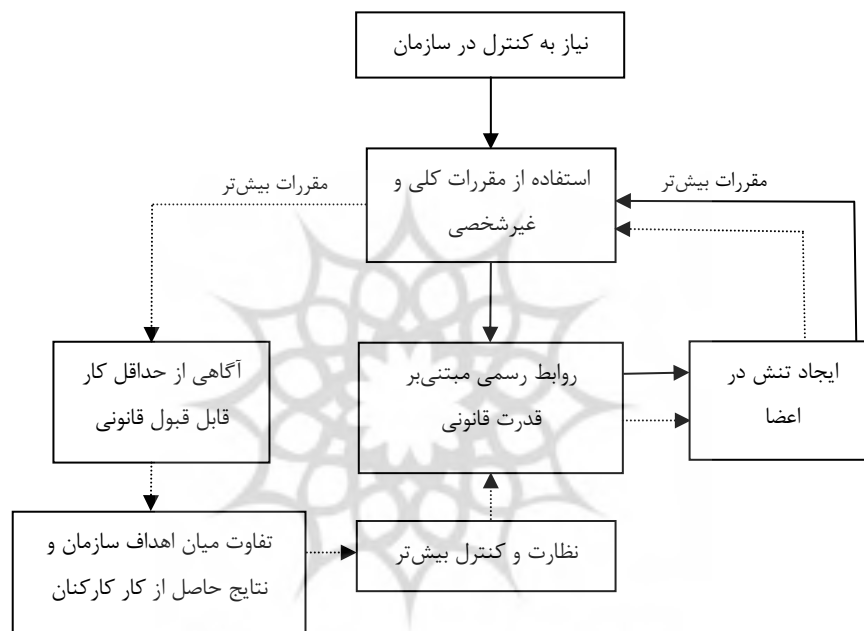 نیاز به کنترل در سازمان
استفاده از مقررات کلی و
غیرشخصی
مقررات بیش‌تر
مقررات بیش‌تر
ایجاد تنش در
اعضا
روابط رسمی مبتنی‌بر
قدرت قانونی
آگاهی از حداقل کار
قابل قبول قانونی
نظارت و کنترل بیش‌تر
تفاوت میان اهداف سازمان و
نتایج حاصل از کار کارکنان